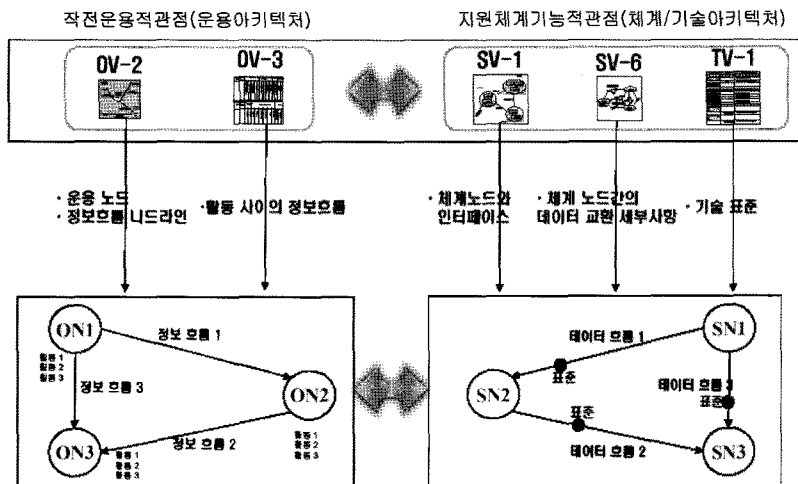 작전운용적관점(운용아키텍처)
지원체계기능적관점(체계/기술아키텍처)
OV-2
OV-3
SV-1
SV-6
TV-1
· 운용 노드
· 정보흐름 니드라인
· 활동 사이의 정보흐름
· 체계노드와
인터페이스
· 체계 노드간의
데이터 교환 세부사항
· 기술 표준
ON1
활동 1
활동 2
활동 3
정보 흐름 1
정보 흐름 3
ON2
활동 1
활동 2
활동 3
정보 흐름 2
ON3
활동 1
활동 2
활동 3
SN1
데이터 흐름 1
표준
SN2
데이터 흐름 3
표준
표준
데이터 흐름 2
SN3